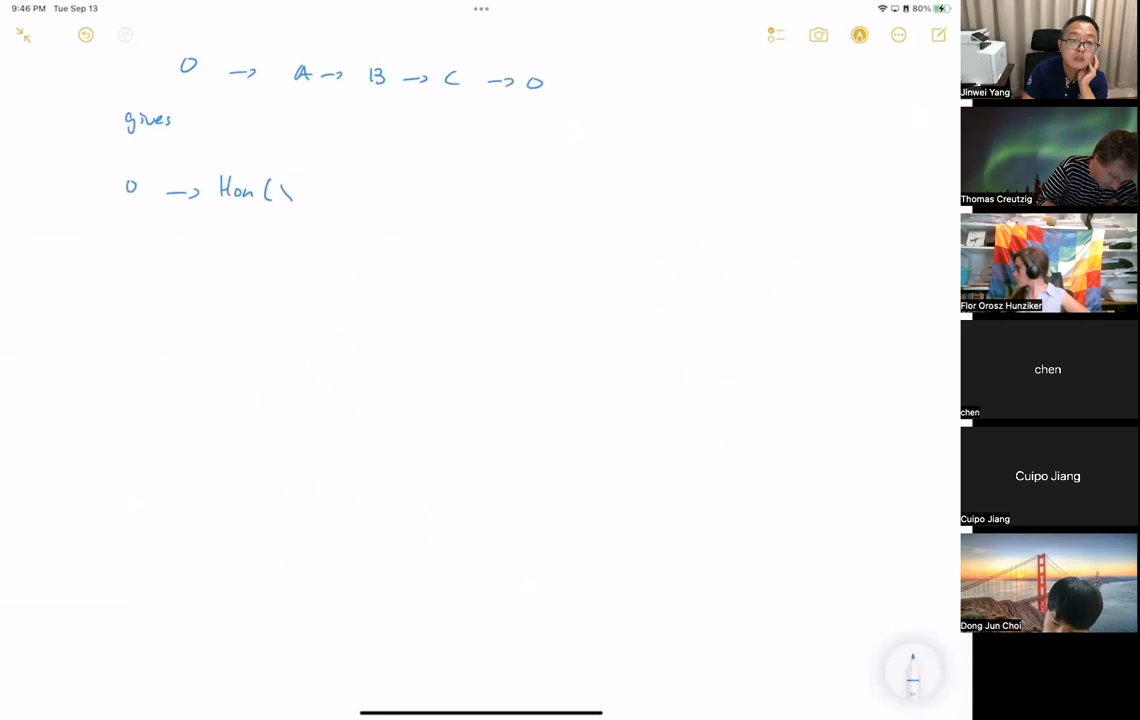 9:46 PM Tue Sep 13
80%
0 → A → B → C → 0
gives
0 → Hom (
Jinwei Yang
Thomas Creutzig
Flor Orosz Hunziker
chen
chen
Cuipo Jiang
Cuipo Jiang
Dong Jun Choi